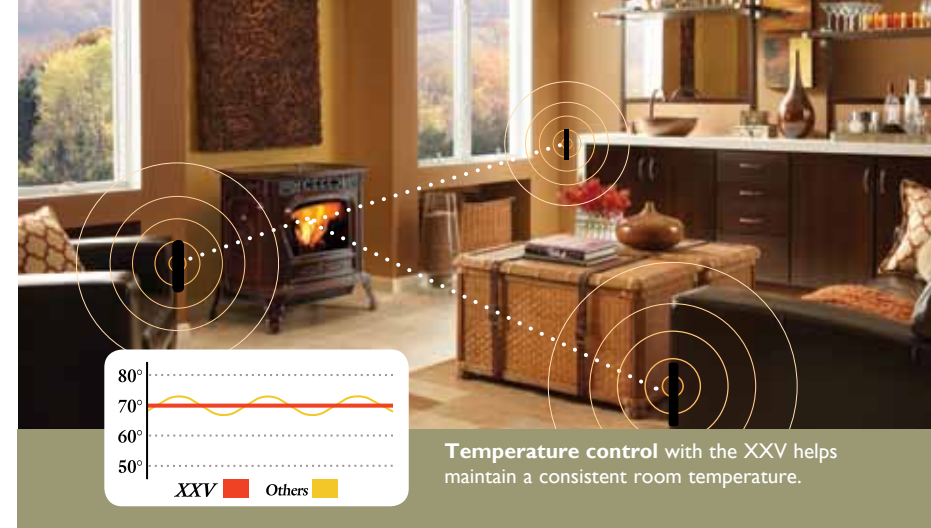 80°
70°
60°
50°
XXV Others
Temperature control with the XXV helps
maintain a consistent room temperature.